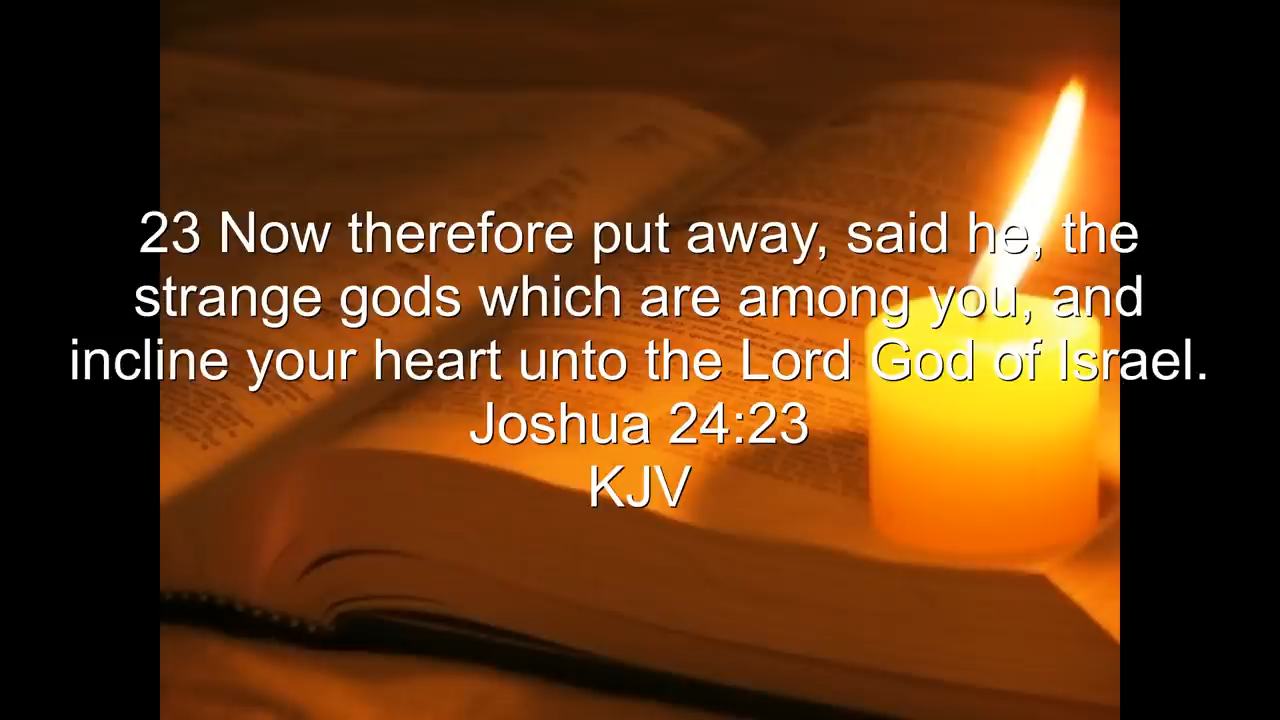 23 Now therefore put away, said he, the
strange gods which are among you, and
incline your heart unto the Lord God of Israel.
Joshua 24:23
KJV